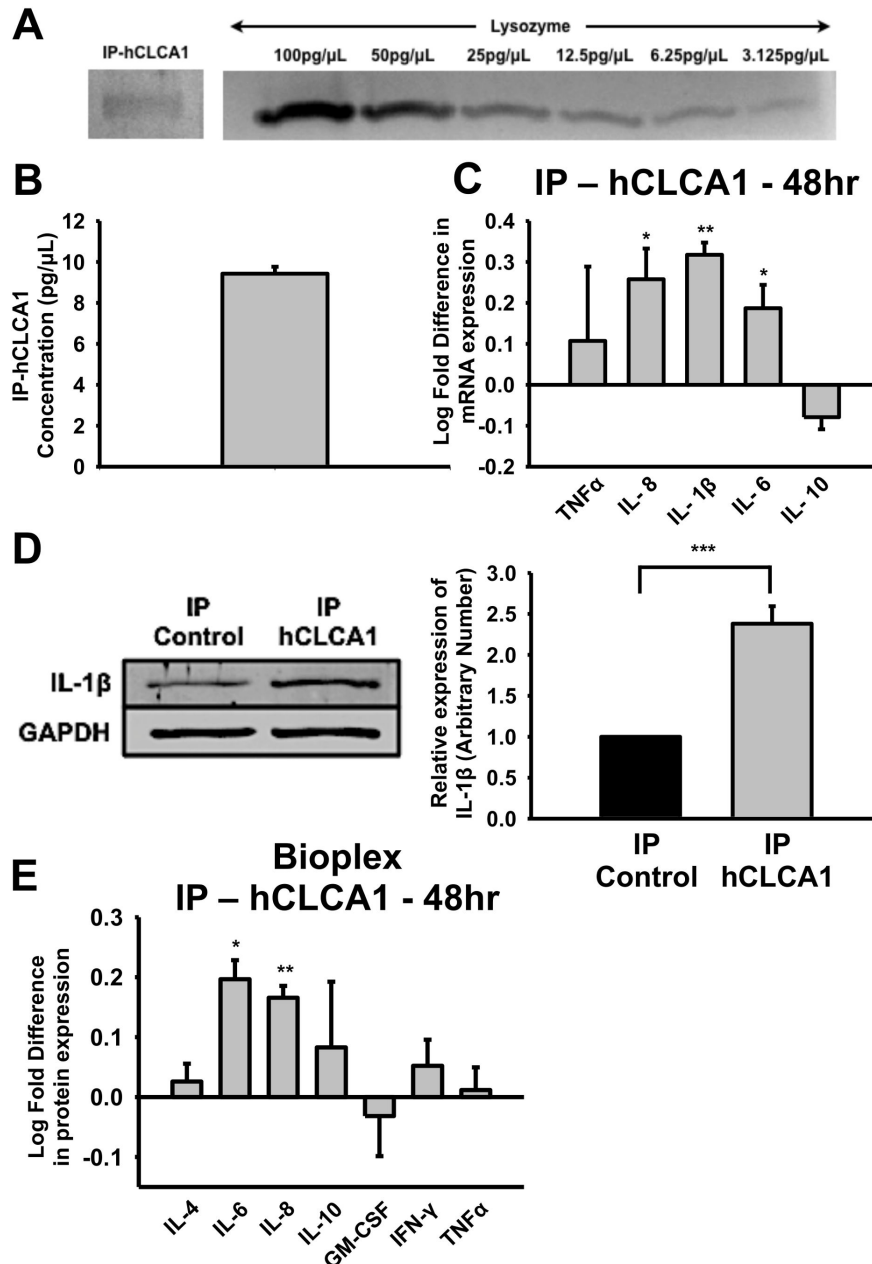 A
Lysozyme
IP-hCLCA1
100pg/µL 50pg/µL 25pg/µL 12.5pg/µL 6.25pg/µL 3.125pg/µL
B
IP-hCLCA1
Concentration (pg/µL)
12
10
8
6
4
2
0
C
IP – hCLCA1 - 48hr
Log Fold Difference in
mRNA expression
0.4
0.3
0.2
0.1
0.0
-0.1
-0.2
* ** *
TNFα IL- 8 IL- 1β IL- 6 IL- 10
D
IP
Control
IP
hCLCA1
IL-1β
GAPDH
Relative expression of
IL-1β (Arbitrary Number)
3.0
2.5
2.0
1.5
1.0
0.5
0.0
***
IP
Control
IP
hCLCA1
E
Bioplex
IP – hCLCA1 - 48hr
Log Fold Difference
in protein expression
0.3
0.2
0.1
0.0
-0.1
* **
IL-4 IL-6 IL-8 IL-10 GM-CSF IFN-γ TNFα